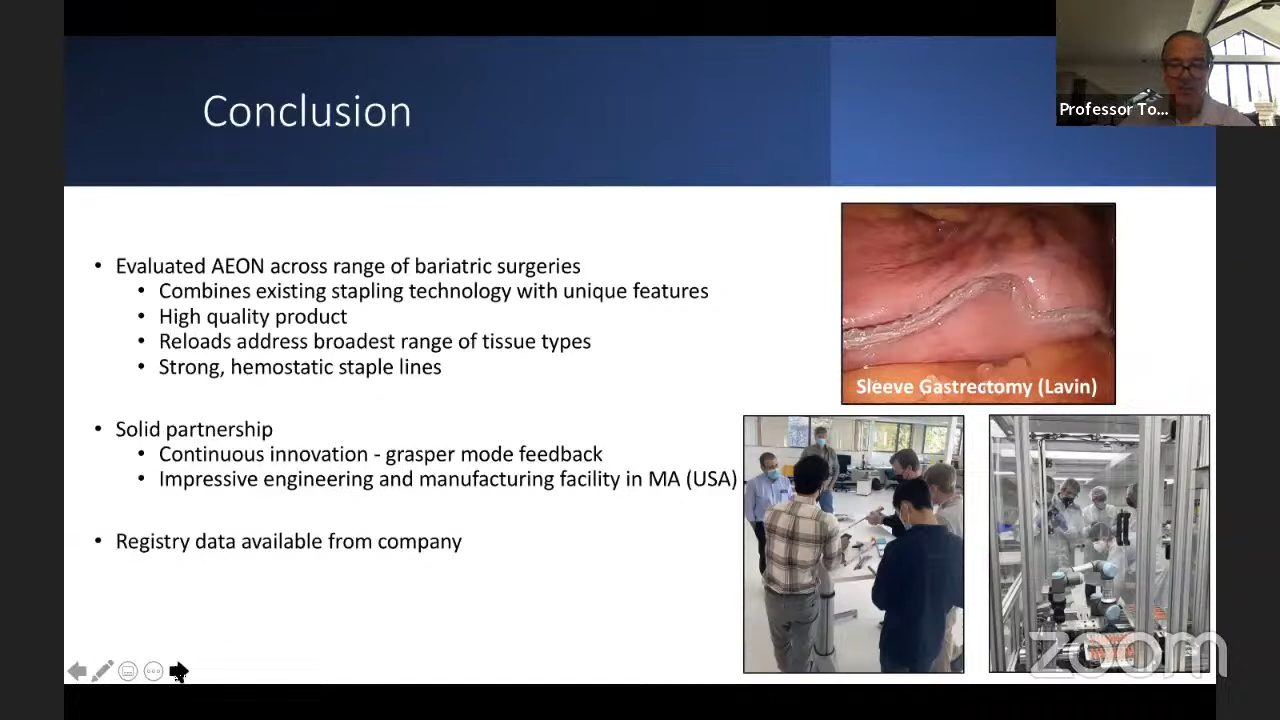 Conclusion
Professor To...
• Evaluated AEON across range of bariatric surgeries
• Combines existing stapling technology with unique features
• High quality product
• Reloads address broadest range of tissue types
• Strong, hemostatic staple lines
Sleeve Gastrectomy (Lavin)
• Solid partnership
• Continuous innovation - grasper mode feedback
• Impressive engineering and manufacturing facility in MA (USA)
• Registry data available from company
zoom